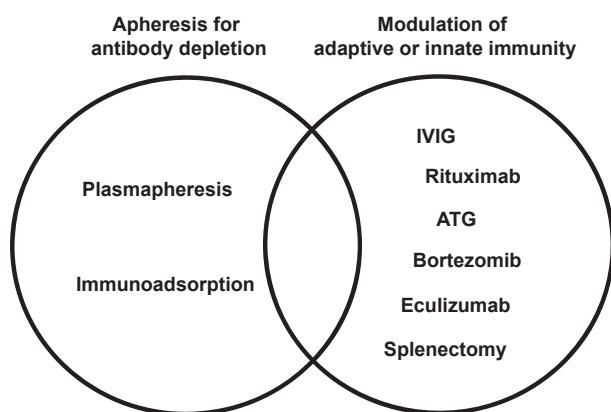 Apheresis for
antibody depletion
Modulation of
adaptive or innate immunity
Plasmapheresis
Immunoadsorption
IVIG
Rituximab
ATG
Bortezomib
Eculizumab
Splenectomy